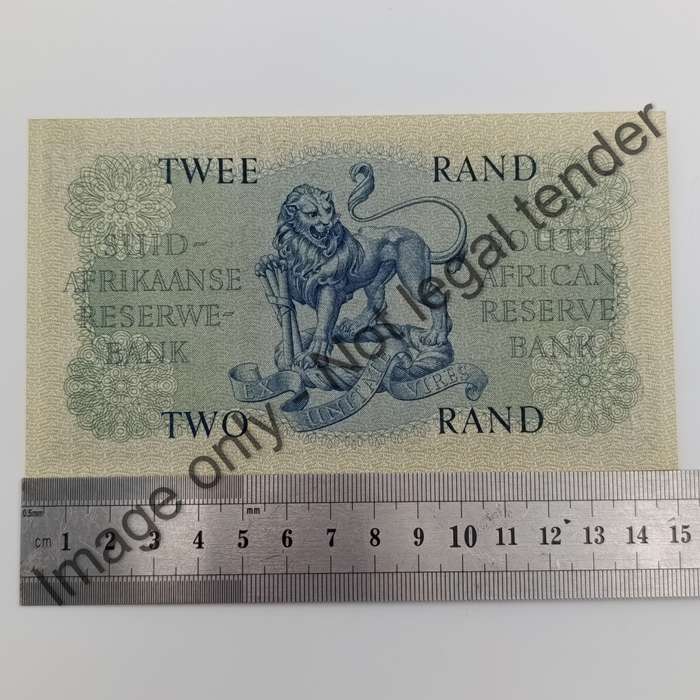 TWEE RAND
SUID-
AFRIKAANSE
RESERWE-
BANK
SOUTH
AFRICAN
RESERVE
BANK
EX UNITATE VIRES
TWO RAND
Image only - Not legal tender
0.5mm
mm
cm 1 2 3 4 5 6 7 8 9 10 11 12 13 14 15